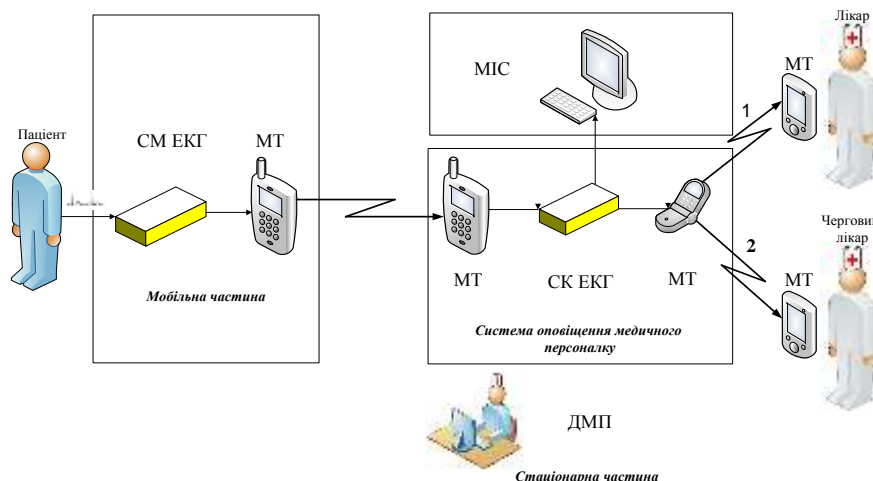 Лікар
МІС
МТ
1
Пацієнт
СМ ЕКГ
МТ
Черговий
лікар
2
МТ
МТ
СК ЕКГ
МТ
Мобільна частина
Система оповіщення медичного
персоналку
ДМП
Стаціонарна частина